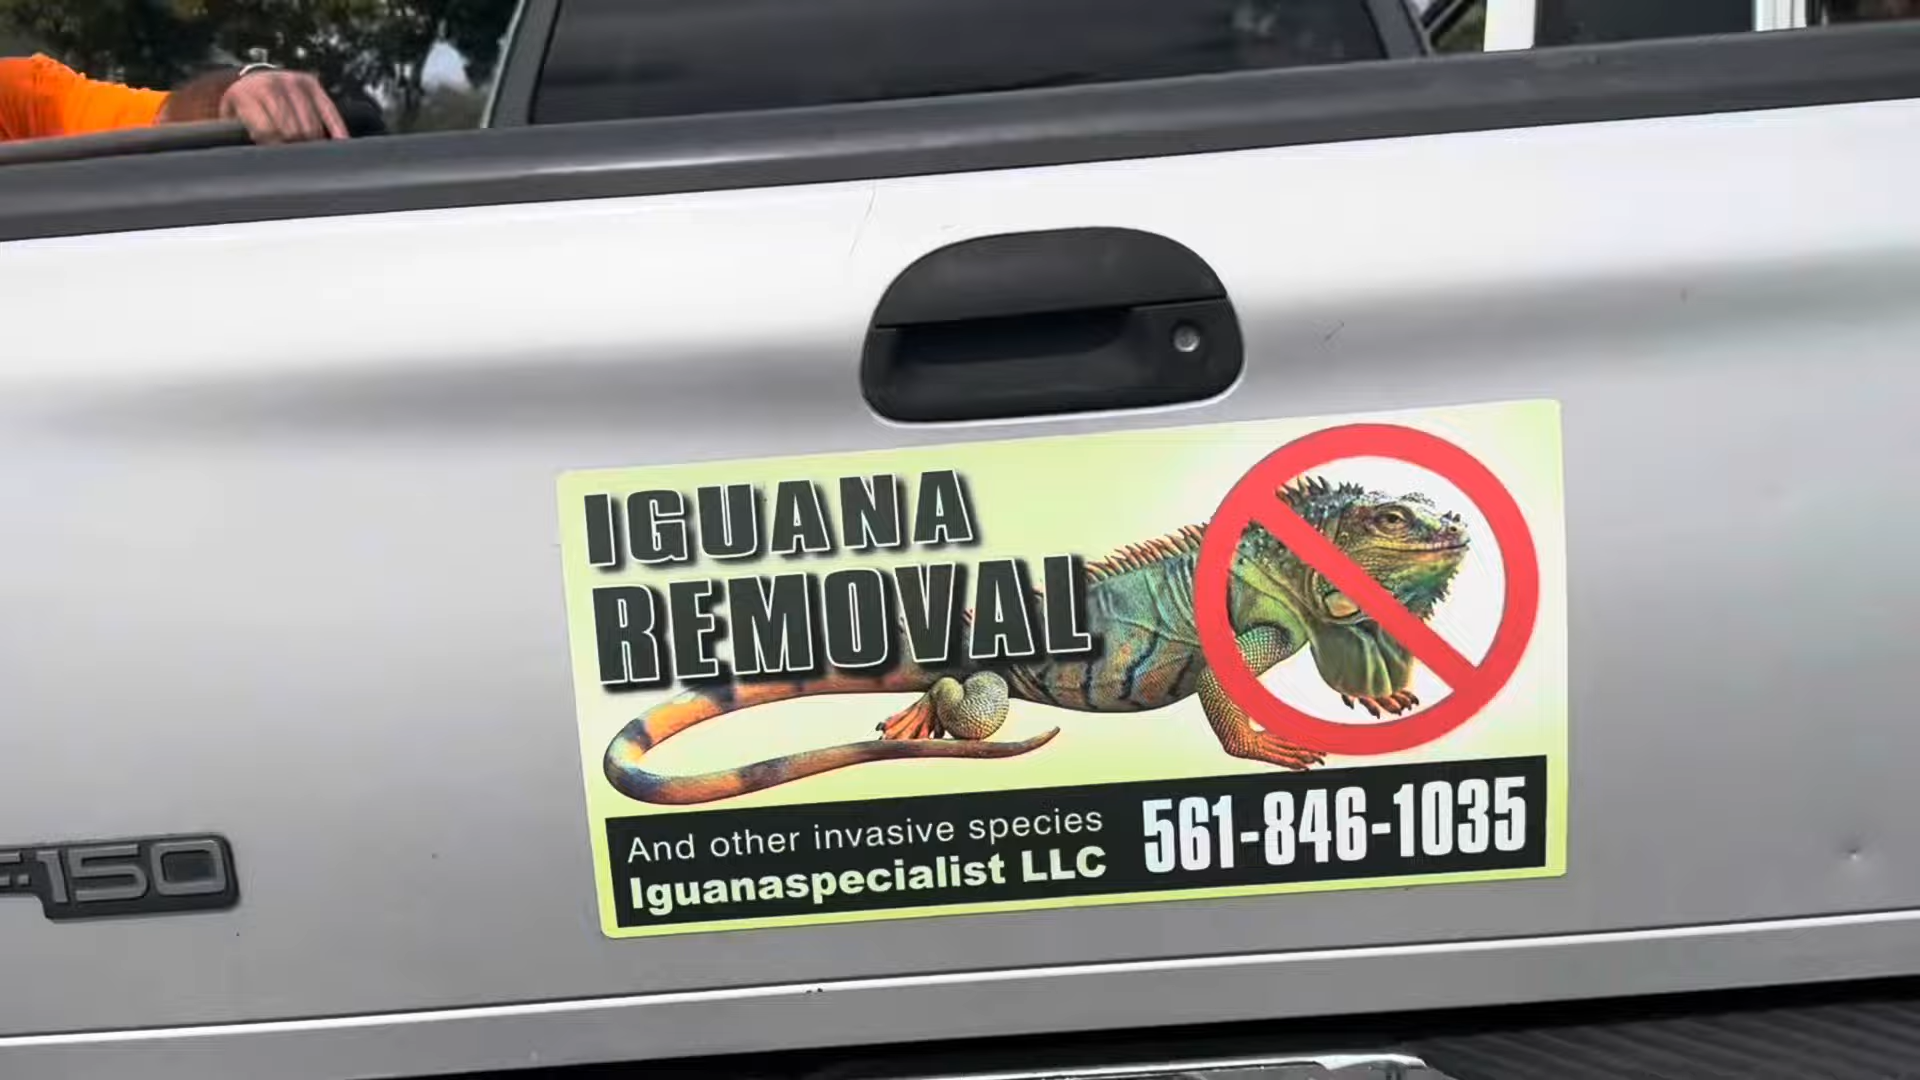 IGUANA
REMOVAL
And other invasive species
Iguanaspecialist LLC
561-846-1035
F-150